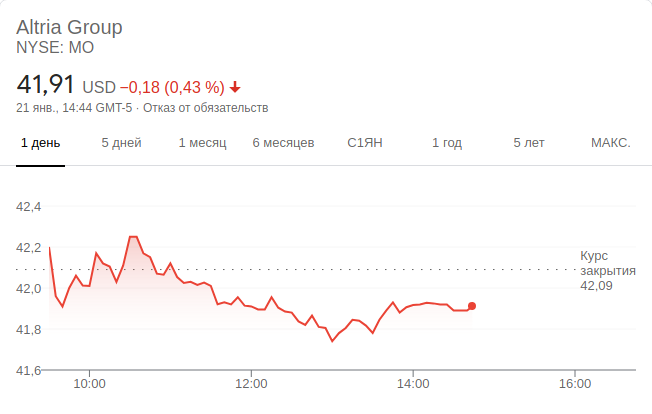 Altria Group
NYSE: MO
41,91 USD −0,18 (0,43 %)
21 янв., 14:44 GMT-5 · Отказ от обязательств
1 день 5 дней 1 месяц 6 месяцев С1ЯН 1 год 5 лет МАКС.
42,4
42,2
Курс
закрытия
42,09
42,0
41,8
41,6
10:00 12:00 14:00 16:00